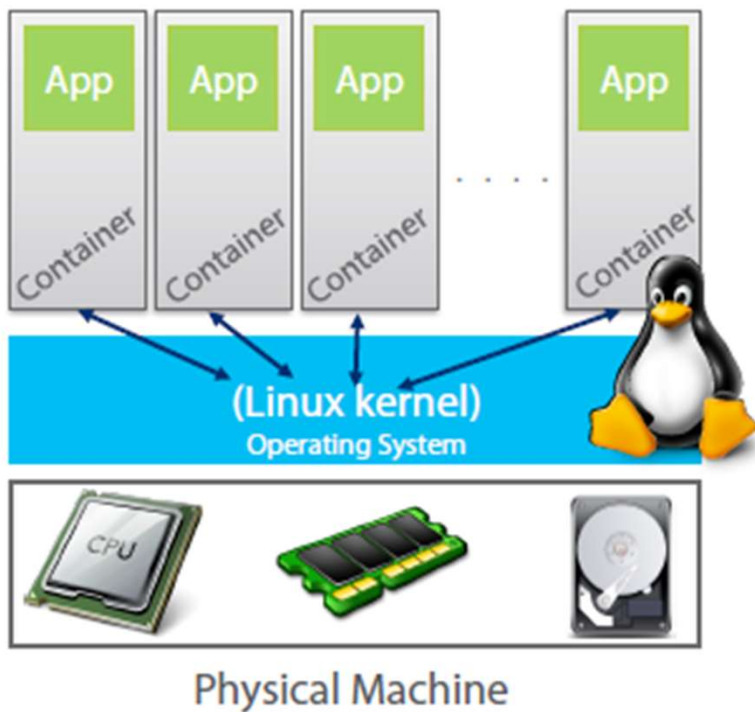 App App App App
Container Container Container Container
. . . .
(Linux kernel)
Operating System
CPU
Physical Machine